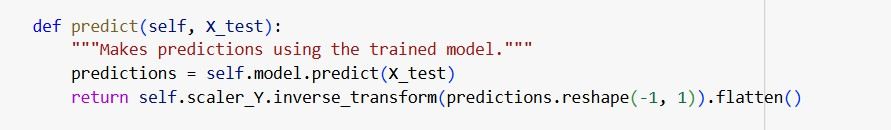 def predict(self, X_test):
"""Makes predictions using the trained model."""
predictions = self.model.predict(X_test)
return self.scaler_Y.inverse_transform(predictions.reshape(-1, 1)).flatten()